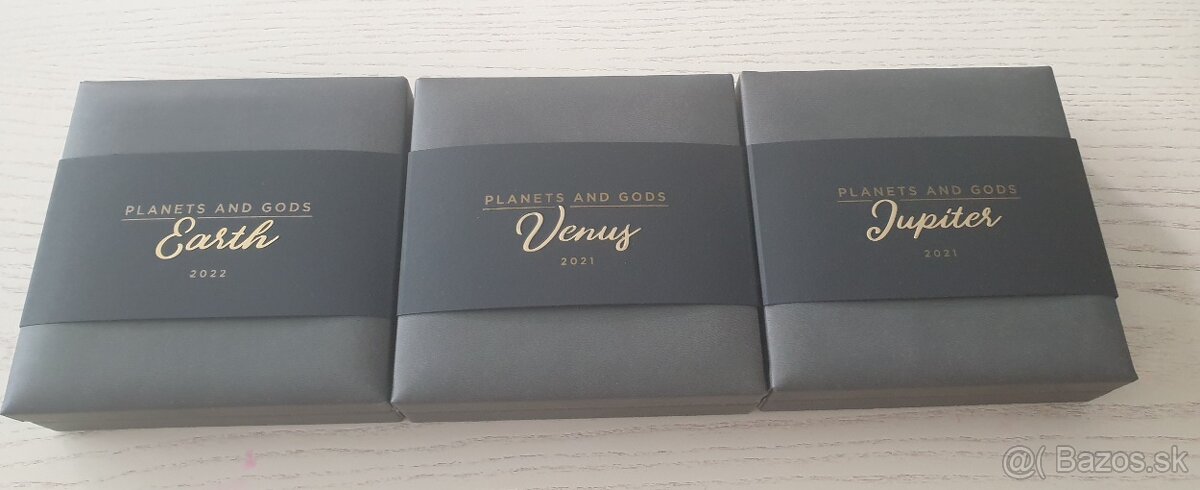 PLANETS AND GODS
Earth
2022
PLANETS AND GODS
Venus
2021
PLANETS AND GODS
Jupiter
2021
@( Bazos.sk